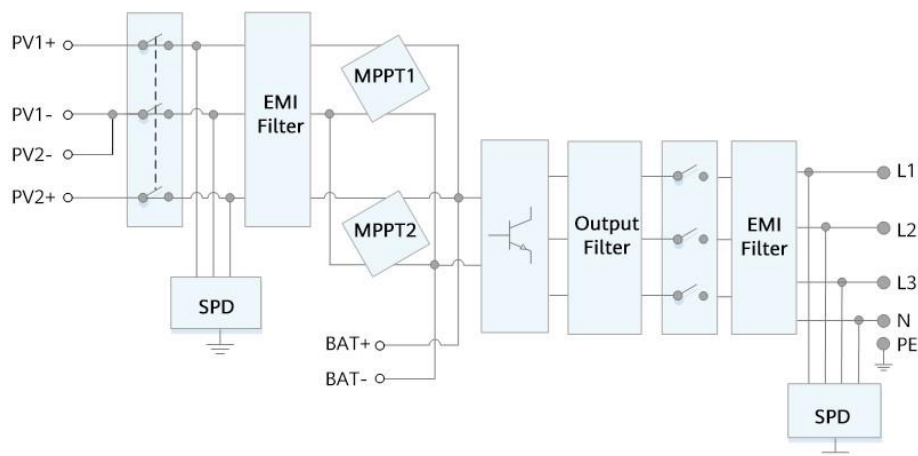 PV1+
PV1-
PV2-
PV2+
EMI
Filter
SPD
MPPT1
MPPT2
BAT+
BAT-
Output
Filter
EMI
Filter
L1
L2
L3
N
PE
SPD